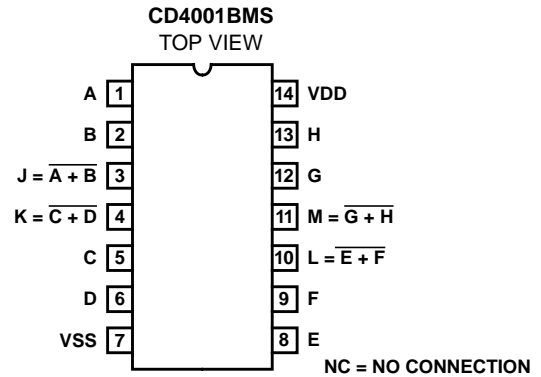 CD4001BMS
TOP VIEW
A 1 14 VDD
B 2 13 H
J = A + B 3 12 G
K = C + D 4 11 M = G + H
C 5 10 L = E + F
D 6 9 F
VSS 7 8 E
NC = NO CONNECTION